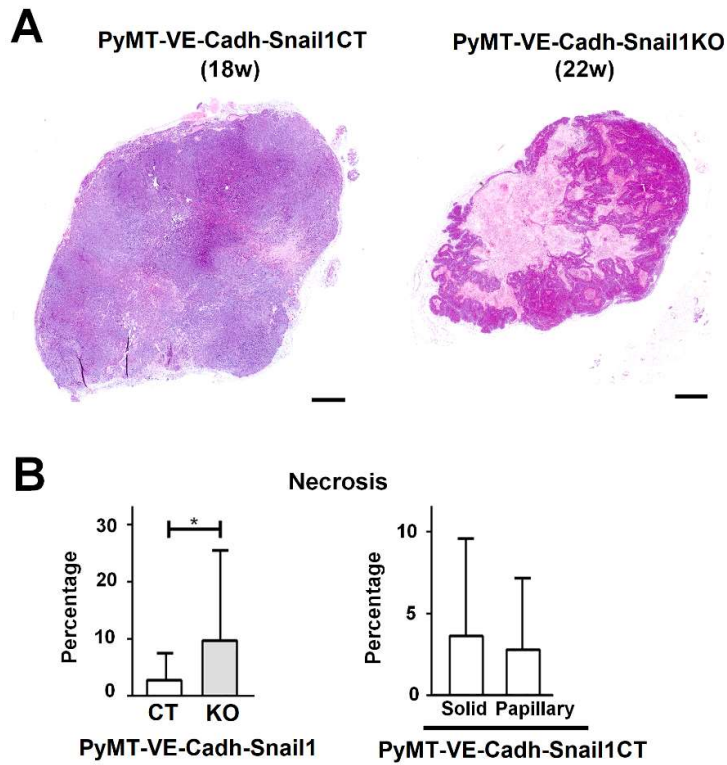 A
PyMT-VE-Cadh-Snail1CT
(18w)
PyMT-VE-Cadh-Snail1KO
(22w)
B
Necrosis
Percentage
30
20
10
0
*
CT KO
PyMT-VE-Cadh-Snail1
Percentage
10
5
0
Solid Papillary
PyMT-VE-Cadh-Snail1CT